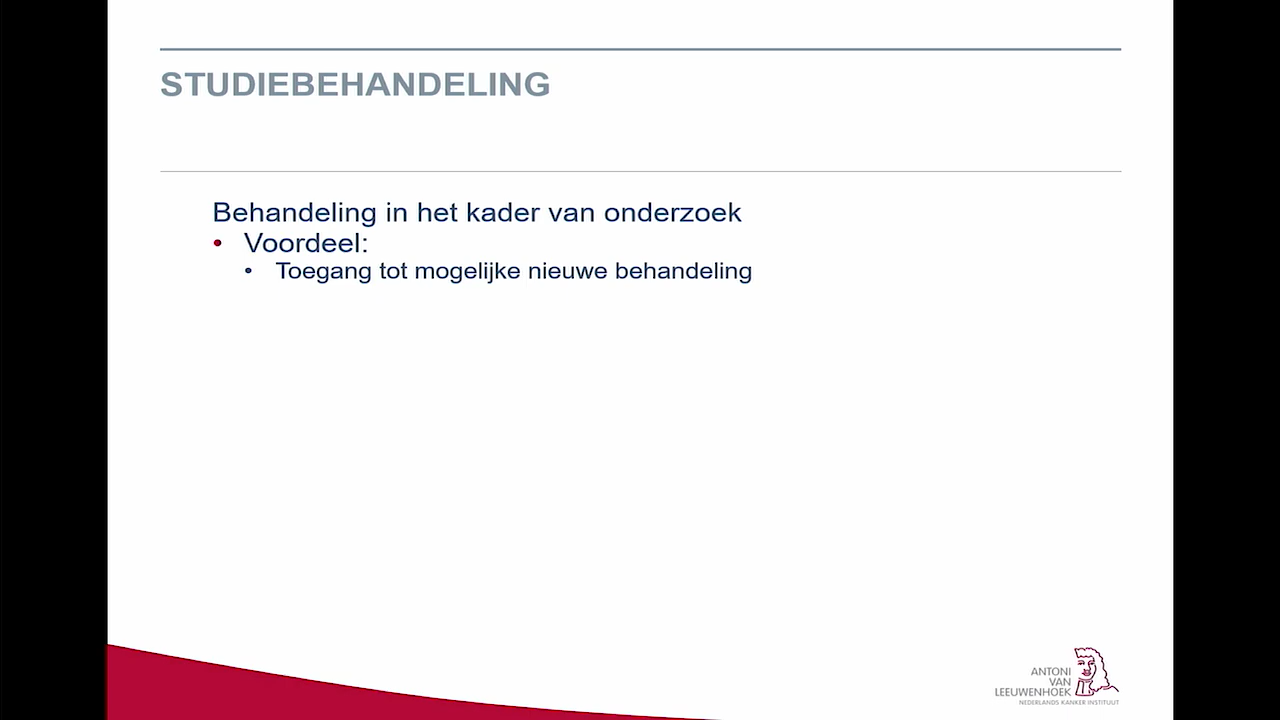 STUDIEBEHANDELING
Behandeling in het kader van onderzoek
• Voordeel:
• Toegang tot mogelijke nieuwe behandeling
ANTONI
VAN
LEEUWENHOEK
NEDERLANDS KANKER INSTITUUT